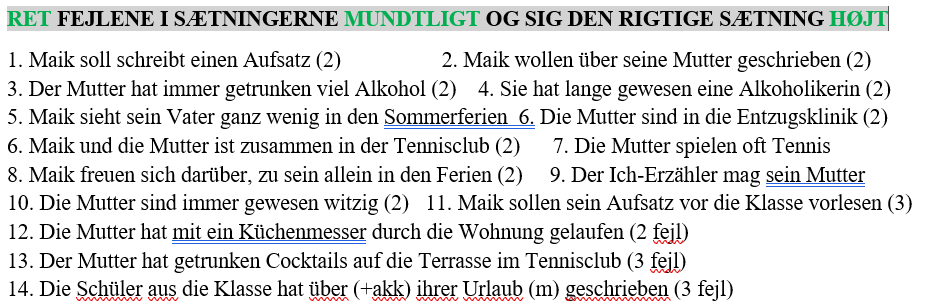 RET FEJLENE I SÆTNINGERNE MUNDTLIGT OG SIG DEN RIGTIGE SÆTNING HØJT
1. Maik soll schreibt einen Aufsatz (2) 2. Maik wollen über seine Mutter geschrieben (2)
3. Der Mutter hat immer getrunken viel Alkohol (2) 4. Sie hat lange gewesen eine Alkoholikerin (2)
5. Maik sieht sein Vater ganz wenig in den Sommerferien 6. Die Mutter sind in die Entzugsklinik (2)
6. Maik und die Mutter ist zusammen in der Tennisclub (2) 7. Die Mutter spielen oft Tennis
8. Maik freuen sich darüber, zu sein allein in den Ferien (2) 9. Der Ich-Erzähler mag sein Mutter
10. Die Mutter sind immer gewesen witzig (2) 11. Maik sollen sein Aufsatz vor die Klasse vorlesen (3)
12. Die Mutter hat mit ein Küchenmesser durch die Wohnung gelaufen (2 fejl)
13. Der Mutter hat getrunken Cocktails auf die Terrasse im Tennisclub (3 fejl)
14. Die Schüler aus die Klasse hat über (+akk) ihrer Urlaub (m) geschrieben (3 fejl)